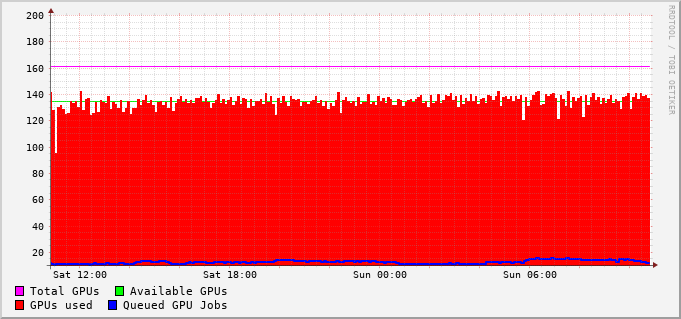 200
180
160
140
120
100
80
60
40
20
Sat 12:00 Sat 18:00 Sun 00:00 Sun 06:00
Total GPUs Available GPUs
GPUs used Queued GPU Jobs
RRDTOOL / TOBI OETIKER